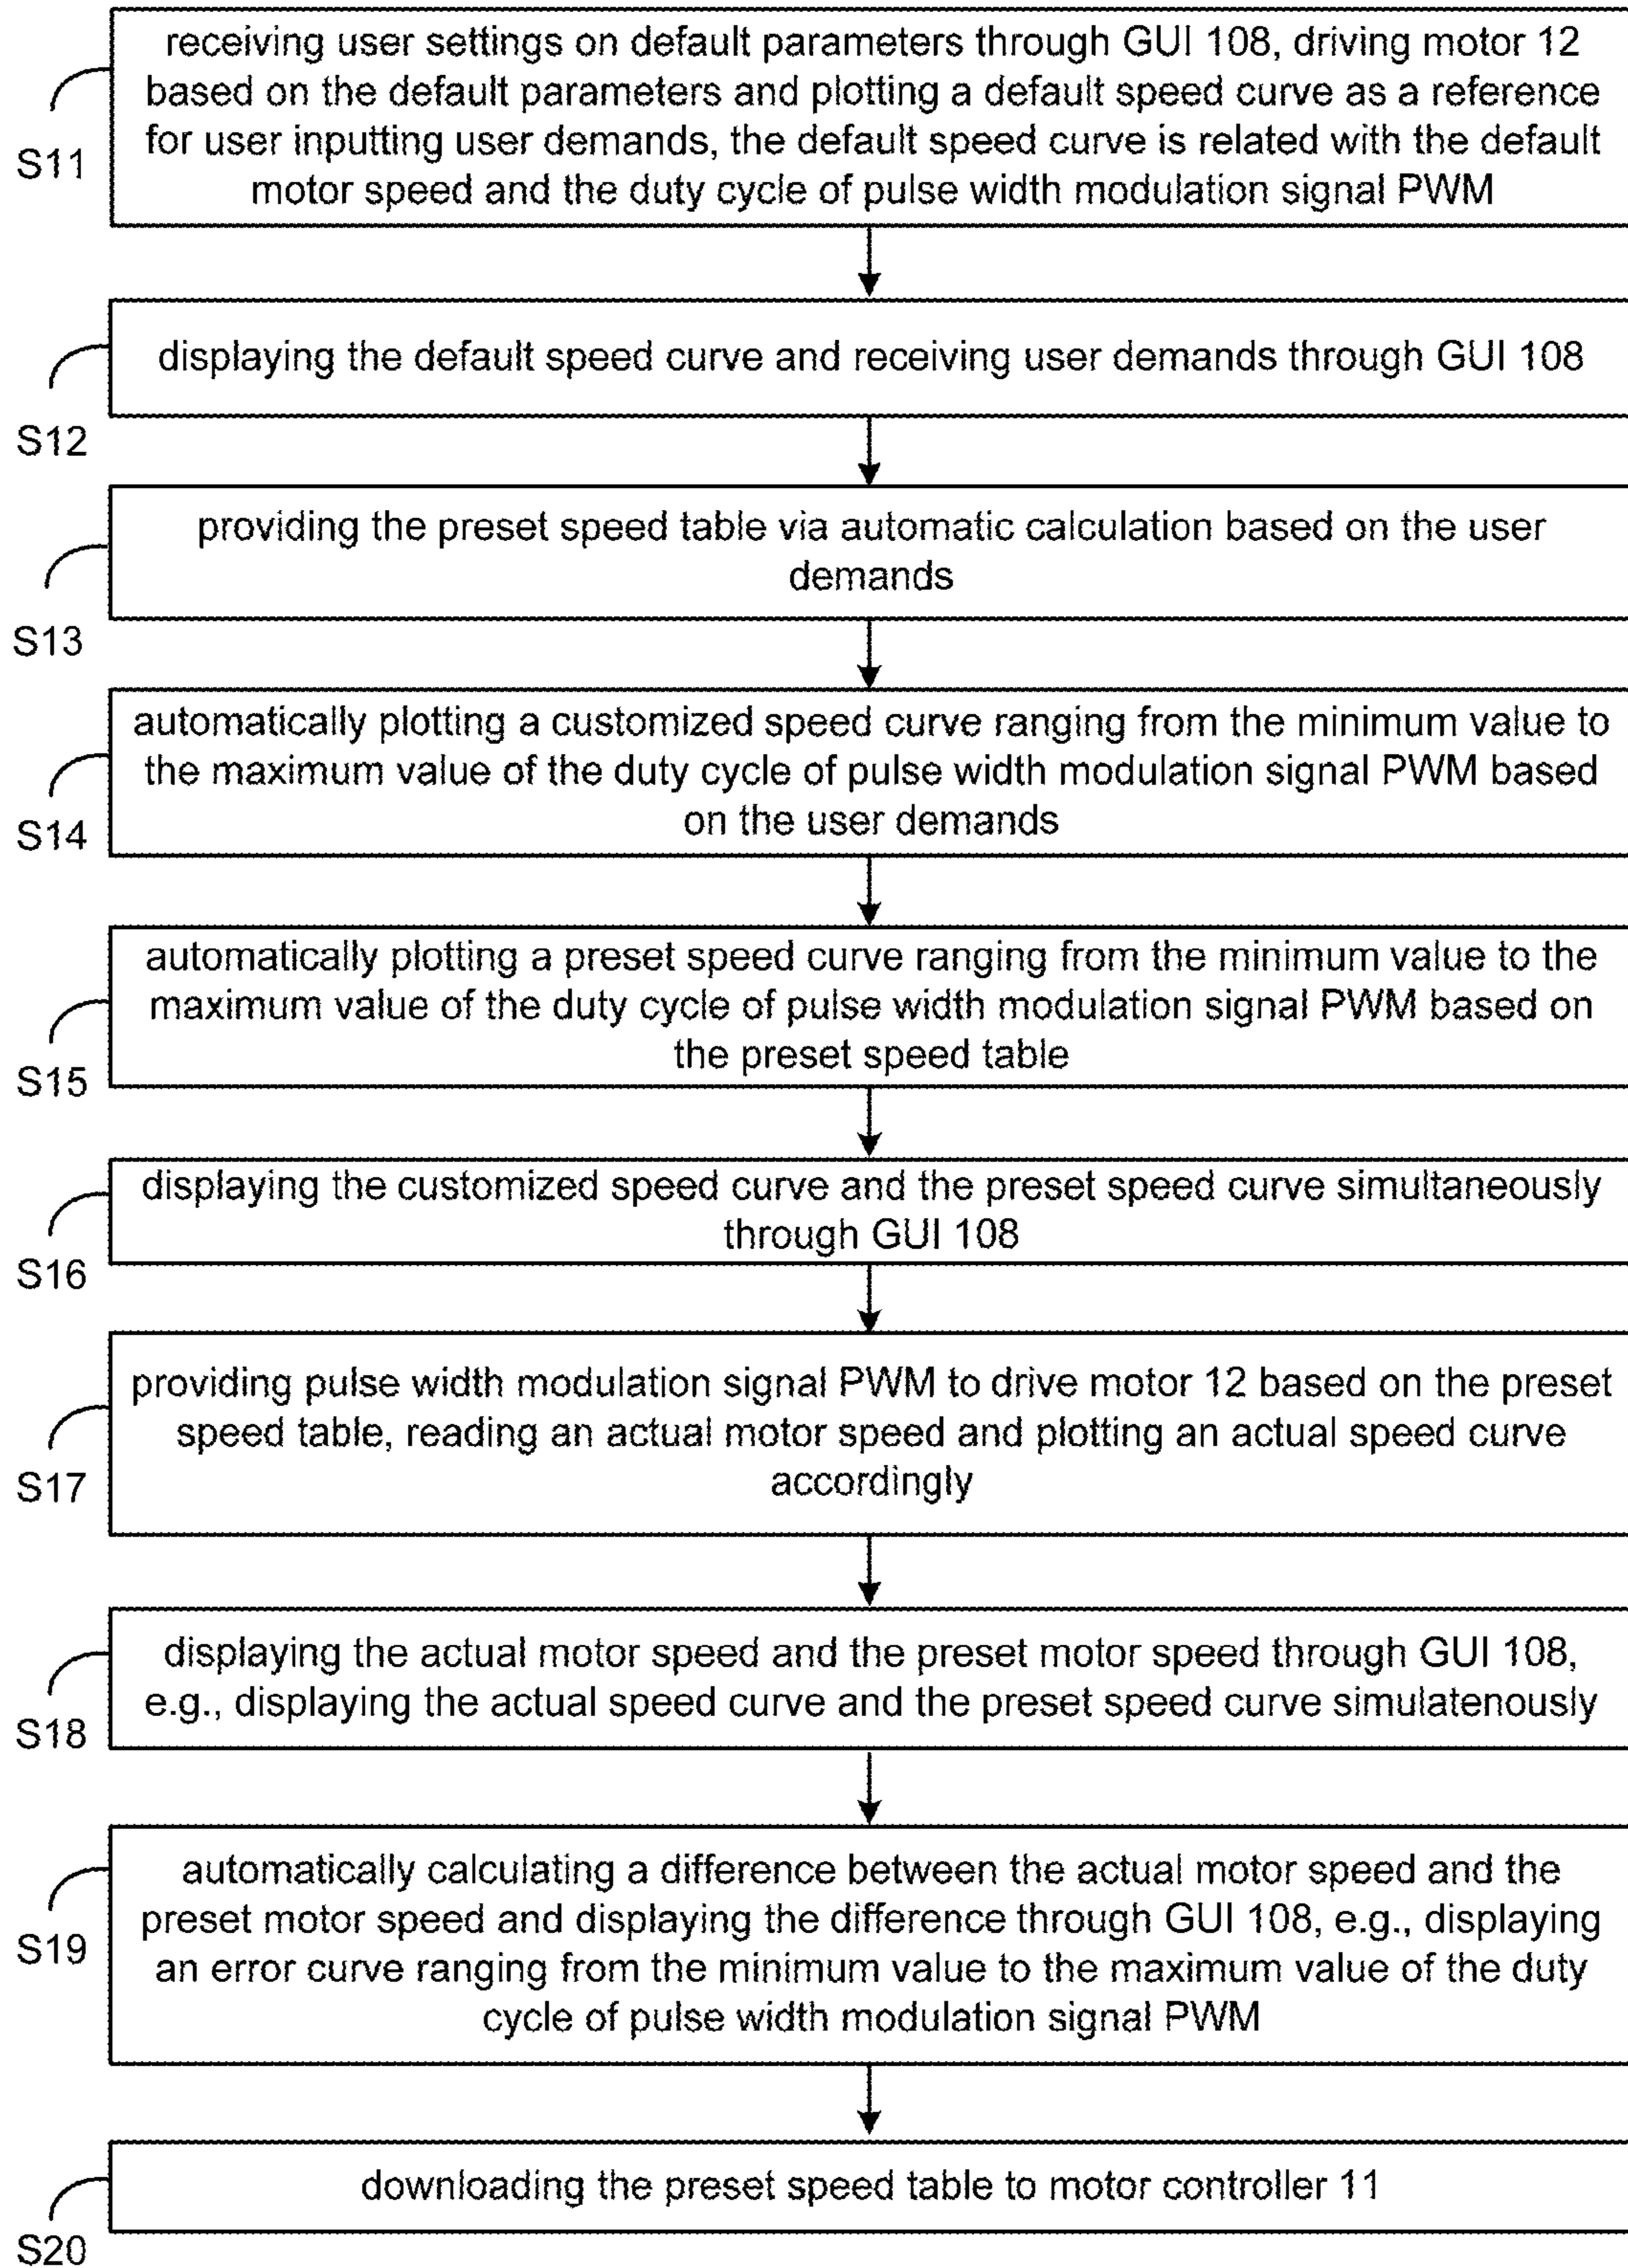 receiving user settings on default parameters through GUI 108, driving motor 12
based on the default parameters and plotting a default speed curve as a reference
for user inputting user demands, the default speed curve is related with the default
motor speed and the duty cycle of pulse width modulation signal PWM
S11
displaying the default speed curve and receiving user demands through GUI 108
S12
providing the preset speed table via automatic calculation based on the user
demands
S13
automatically plotting a customized speed curve ranging from the minimum value to
the maximum value of the duty cycle of pulse width modulation signal PWM based
on the user demands
S14
automatically plotting a preset speed curve ranging from the minimum value to the
maximum value of the duty cycle of pulse width modulation signal PWM based on
the preset speed table
S15
displaying the customized speed curve and the preset speed curve simultaneously
through GUI 108
S16
providing pulse width modulation signal PWM to drive motor 12 based on the preset
speed table, reading an actual motor speed and plotting an actual speed curve
accordingly
S17
displaying the actual motor speed and the preset motor speed through GUI 108,
e.g., displaying the actual speed curve and the preset speed curve simulatenously
S18
automatically calculating a difference between the actual motor speed and the
preset motor speed and displaying the difference through GUI 108, e.g., displaying
an error curve ranging from the minimum value to the maximum value of the duty
cycle of pulse width modulation signal PWM
S19
downloading the preset speed table to motor controller 11
S20